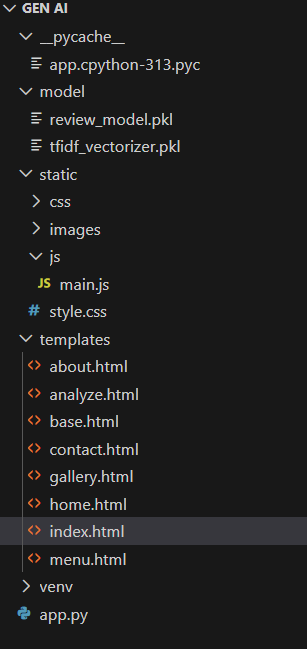 GEN AI
__pycache__
app.cpython-313.pyc
model
review_model.pkl
tfidf_vectorizer.pkl
static
css
images
js
JS main.js
# style.css
templates
<> about.html
<> analyze.html
<> base.html
<> contact.html
<> gallery.html
<> home.html
<> index.html
<> menu.html
venv
app.py